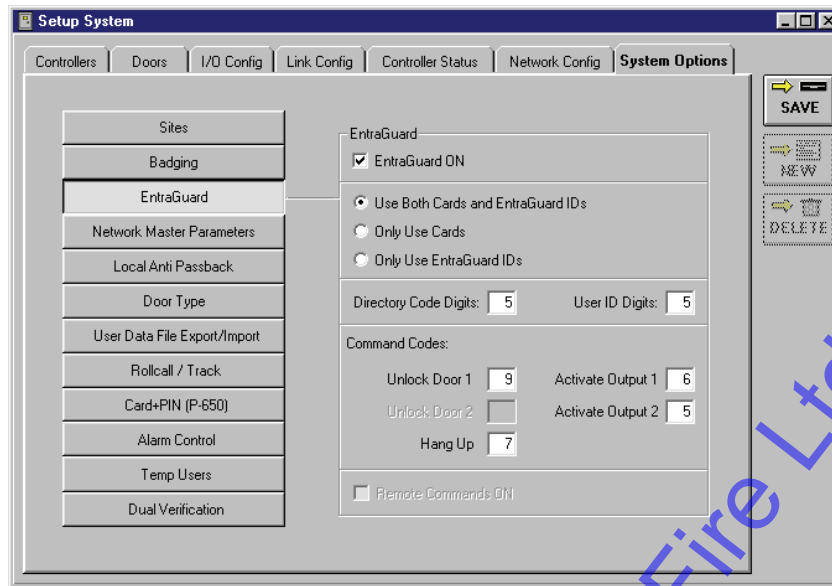 Setup System
Controllers Doors I/O Config Link Config Controller Status Network Config System Options
SAVE
NEW
DELETE
Sites
Badging
EntraGuard
Network Master Parameters
Local Anti Passback
Door Type
User Data File Export/Import
Rollcall / Track
Card+PIN (P-650)
Alarm Control
Temp Users
Dual Verification
EntraGuard
EntraGuard ON
Use Both Cards and EntraGuard IDs
Only Use Cards
Only Use EntraGuard IDs
Directory Code Digits: 5 User ID Digits: 5
Command Codes:
Unlock Door 1 9 Activate Output 1 6
Unlock Door 2 Activate Output 2 5
Hang Up 7
Remote Commands ON
Fire Ltd